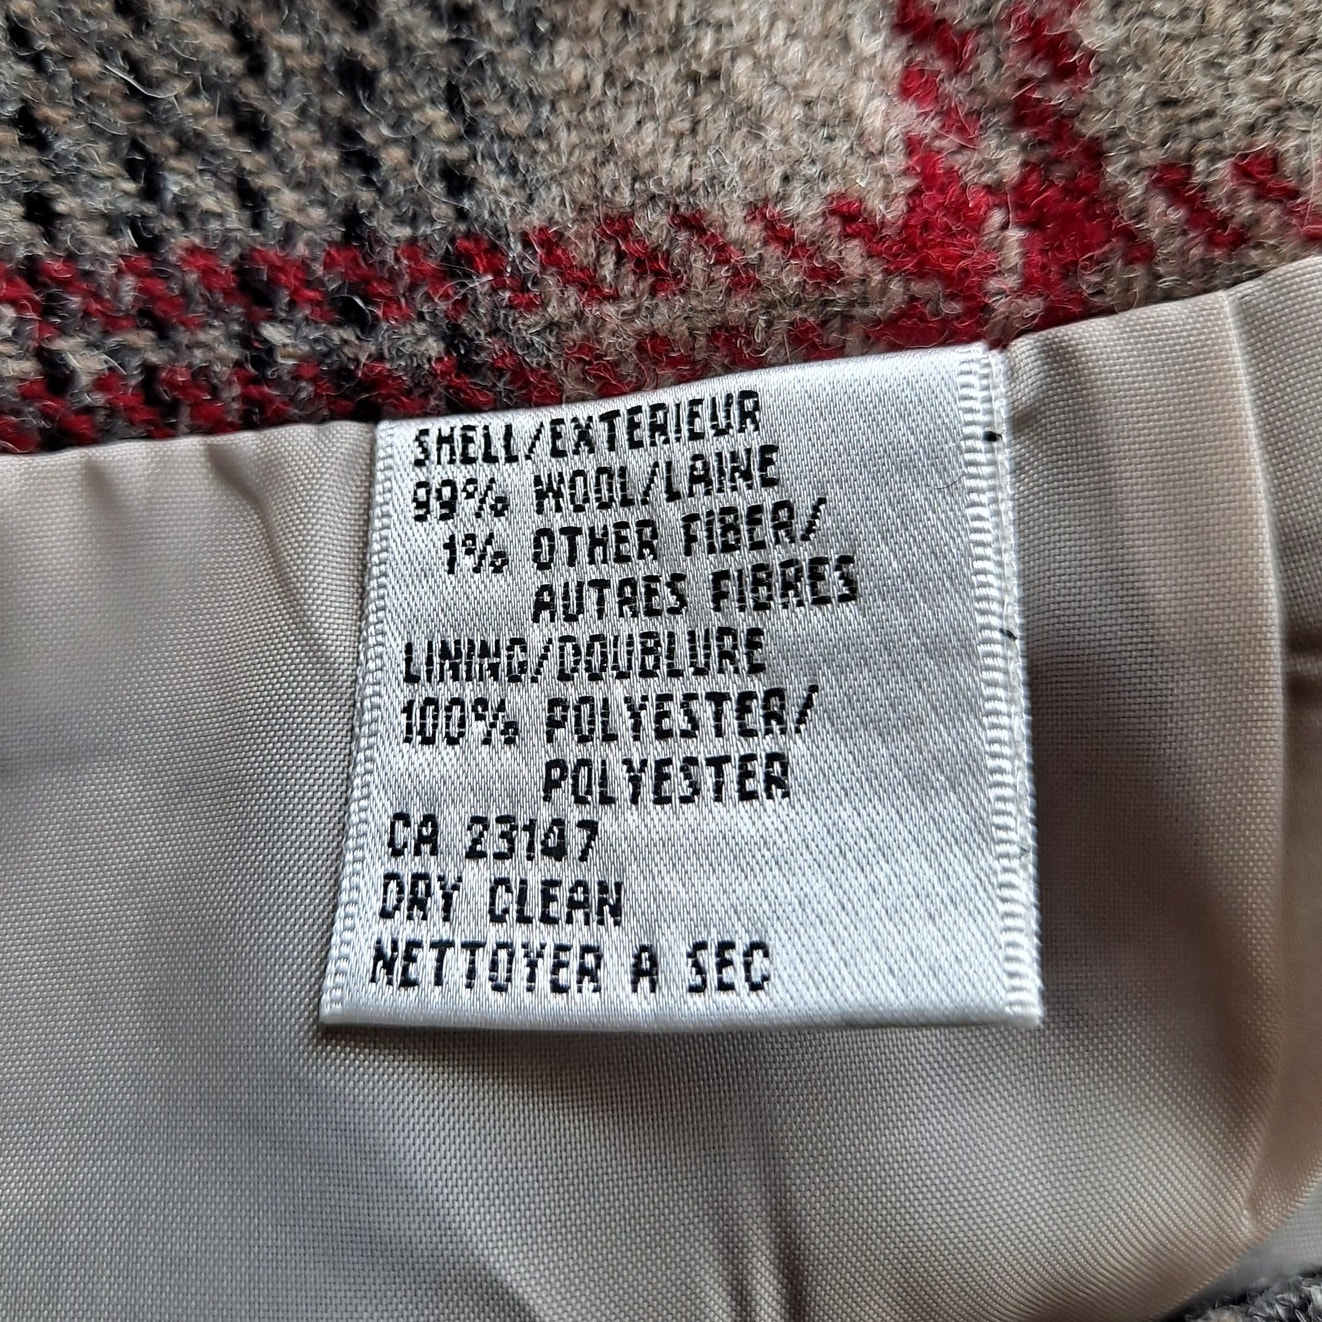 SHELL/EXTERIEUR
99% WOOL/LAINE
1% OTHER FIBER/
AUTRES FIBRES
LINING/DOUBLURE
100% POLYESTER/
POLYESTER
CA 23147
DRY CLEAN
NETTOYER A SEC